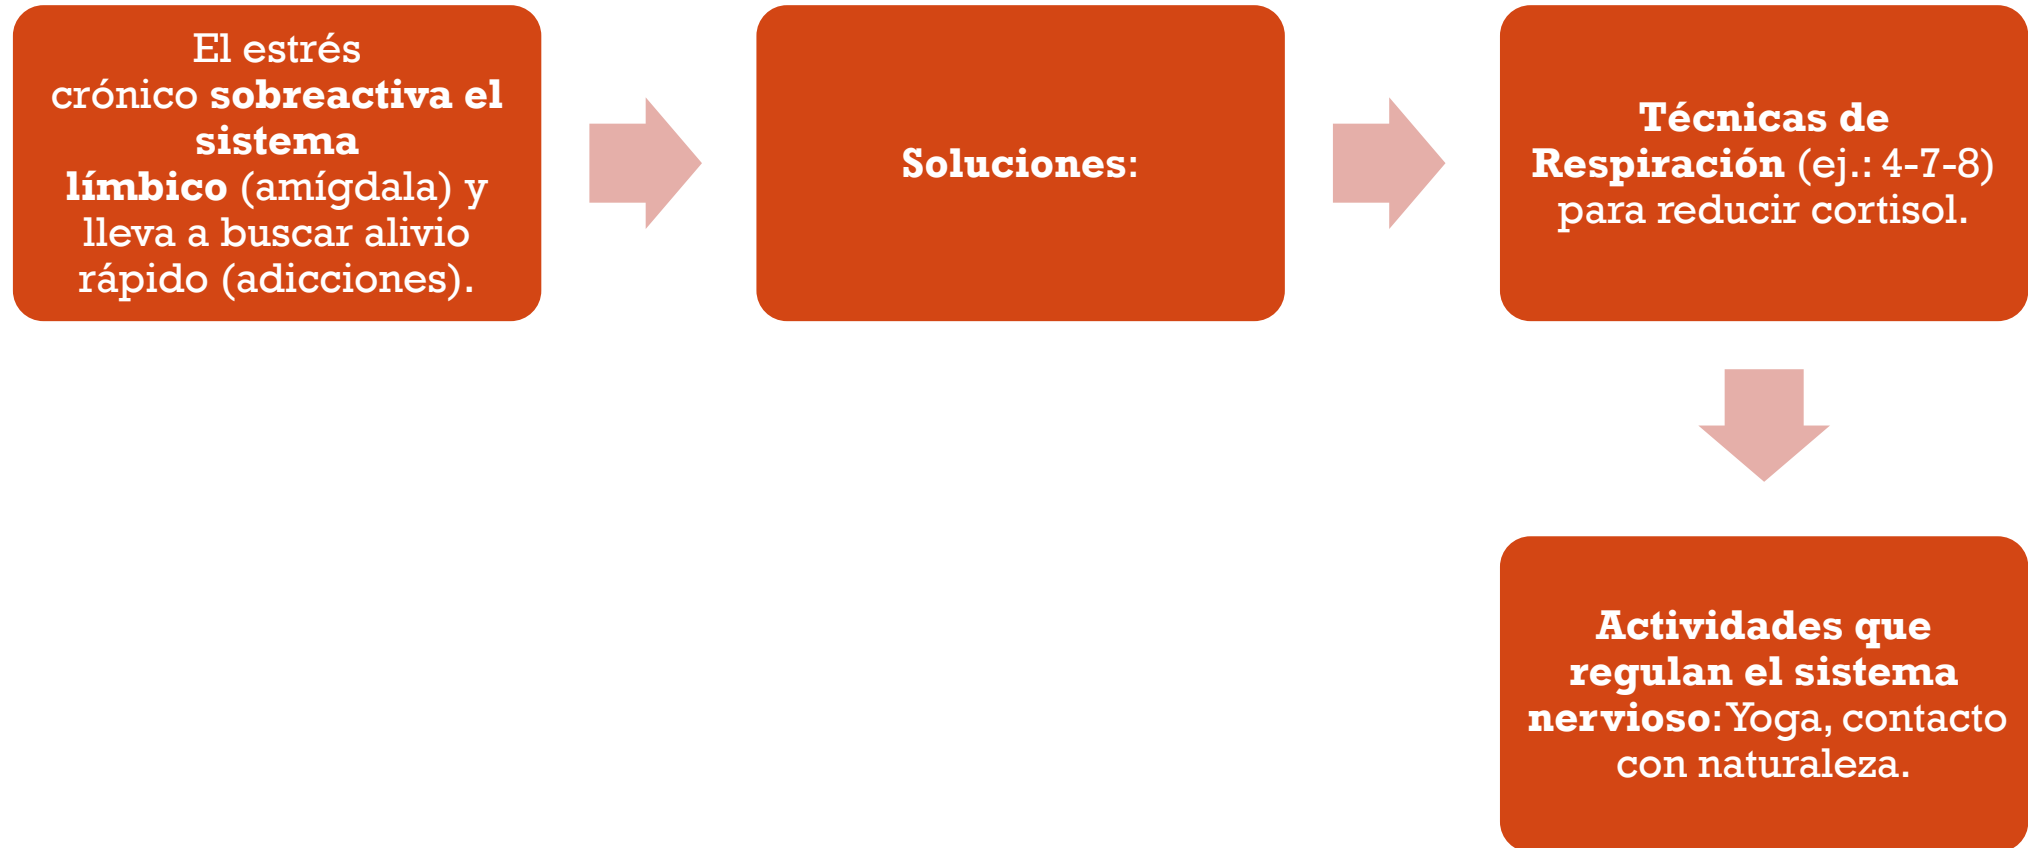 El estrés
crónico sobreactiva el
sistema
límbico (amígdala) y
lleva a buscar alivio
rápido (adicciones).
Soluciones:
Técnicas de
Respiración (ej.: 4-7-8)
para reducir cortisol.
Actividades que
regulan el sistema
nervioso: Yoga, contacto
con naturaleza.